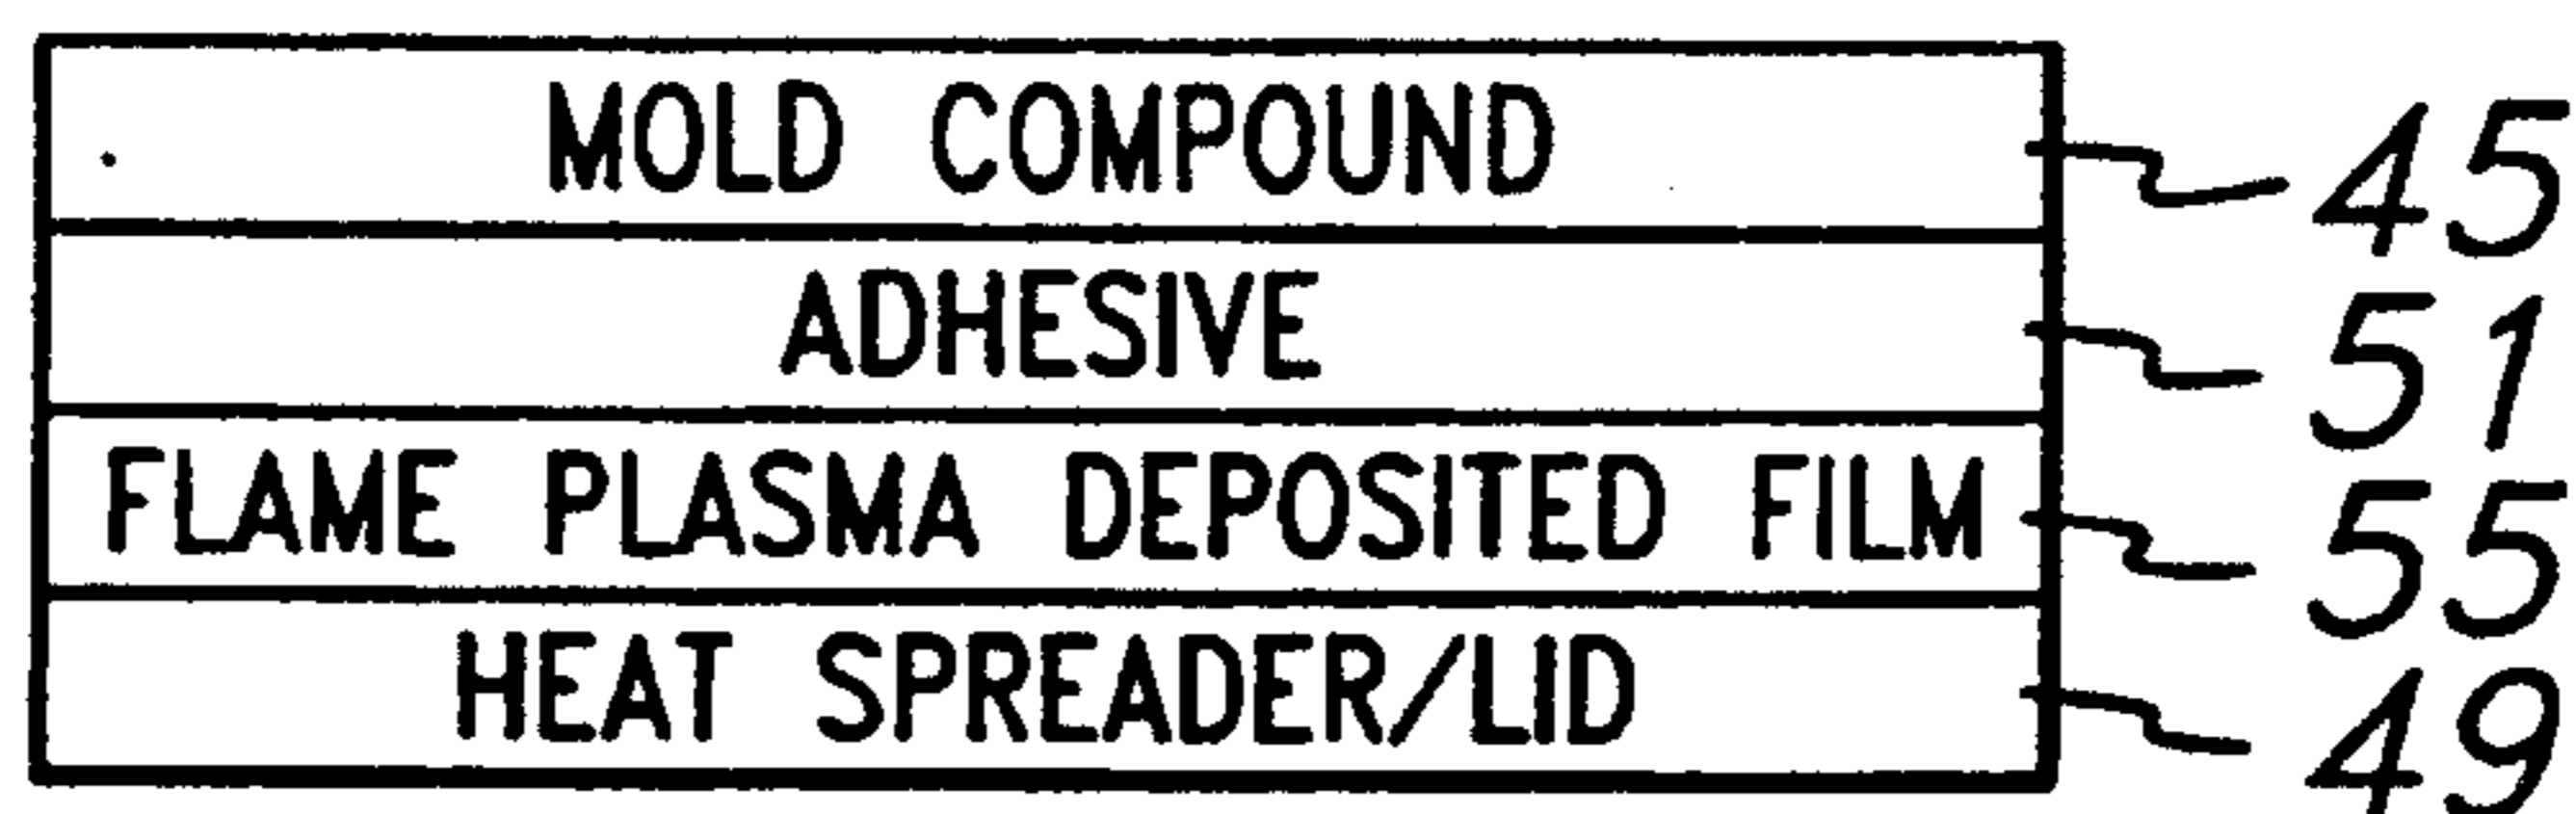 MOLD COMPOUND 45
ADHESIVE 51
FLAME PLASMA DEPOSITED FILM 55
HEAT SPREADER/LID 49